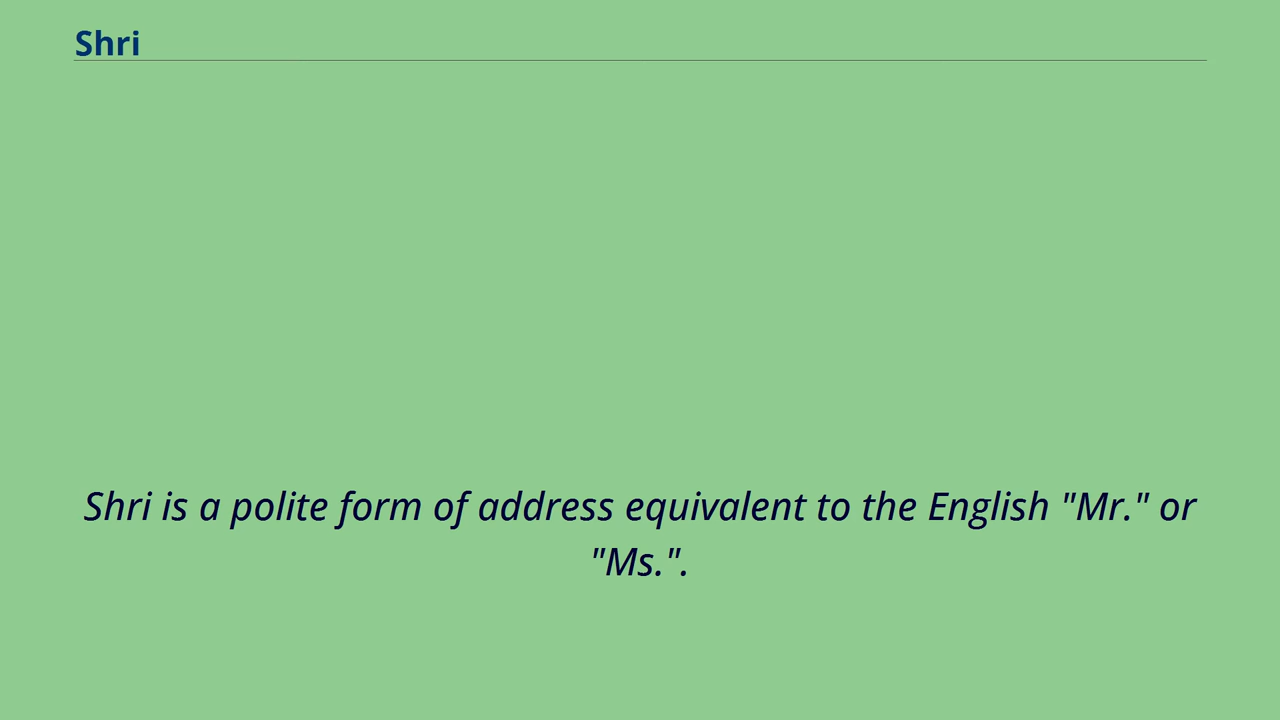 Shri
Shri is a polite form of address equivalent to the English "Mr." or
"Ms.".